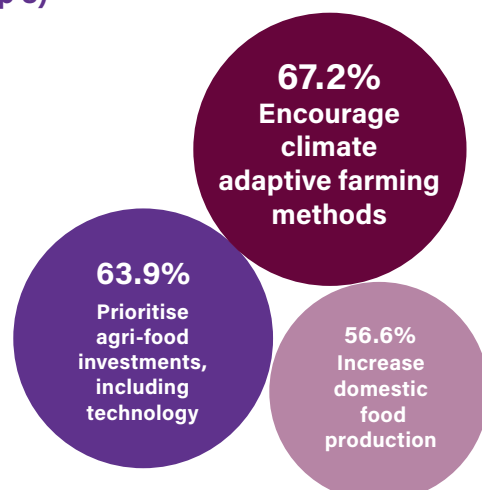 67.2%
Encourage
climate
adaptive farming
methods
63.9%
Prioritise
agri-food
investments,
including
technology
56.6%
Increase
domestic
food
production